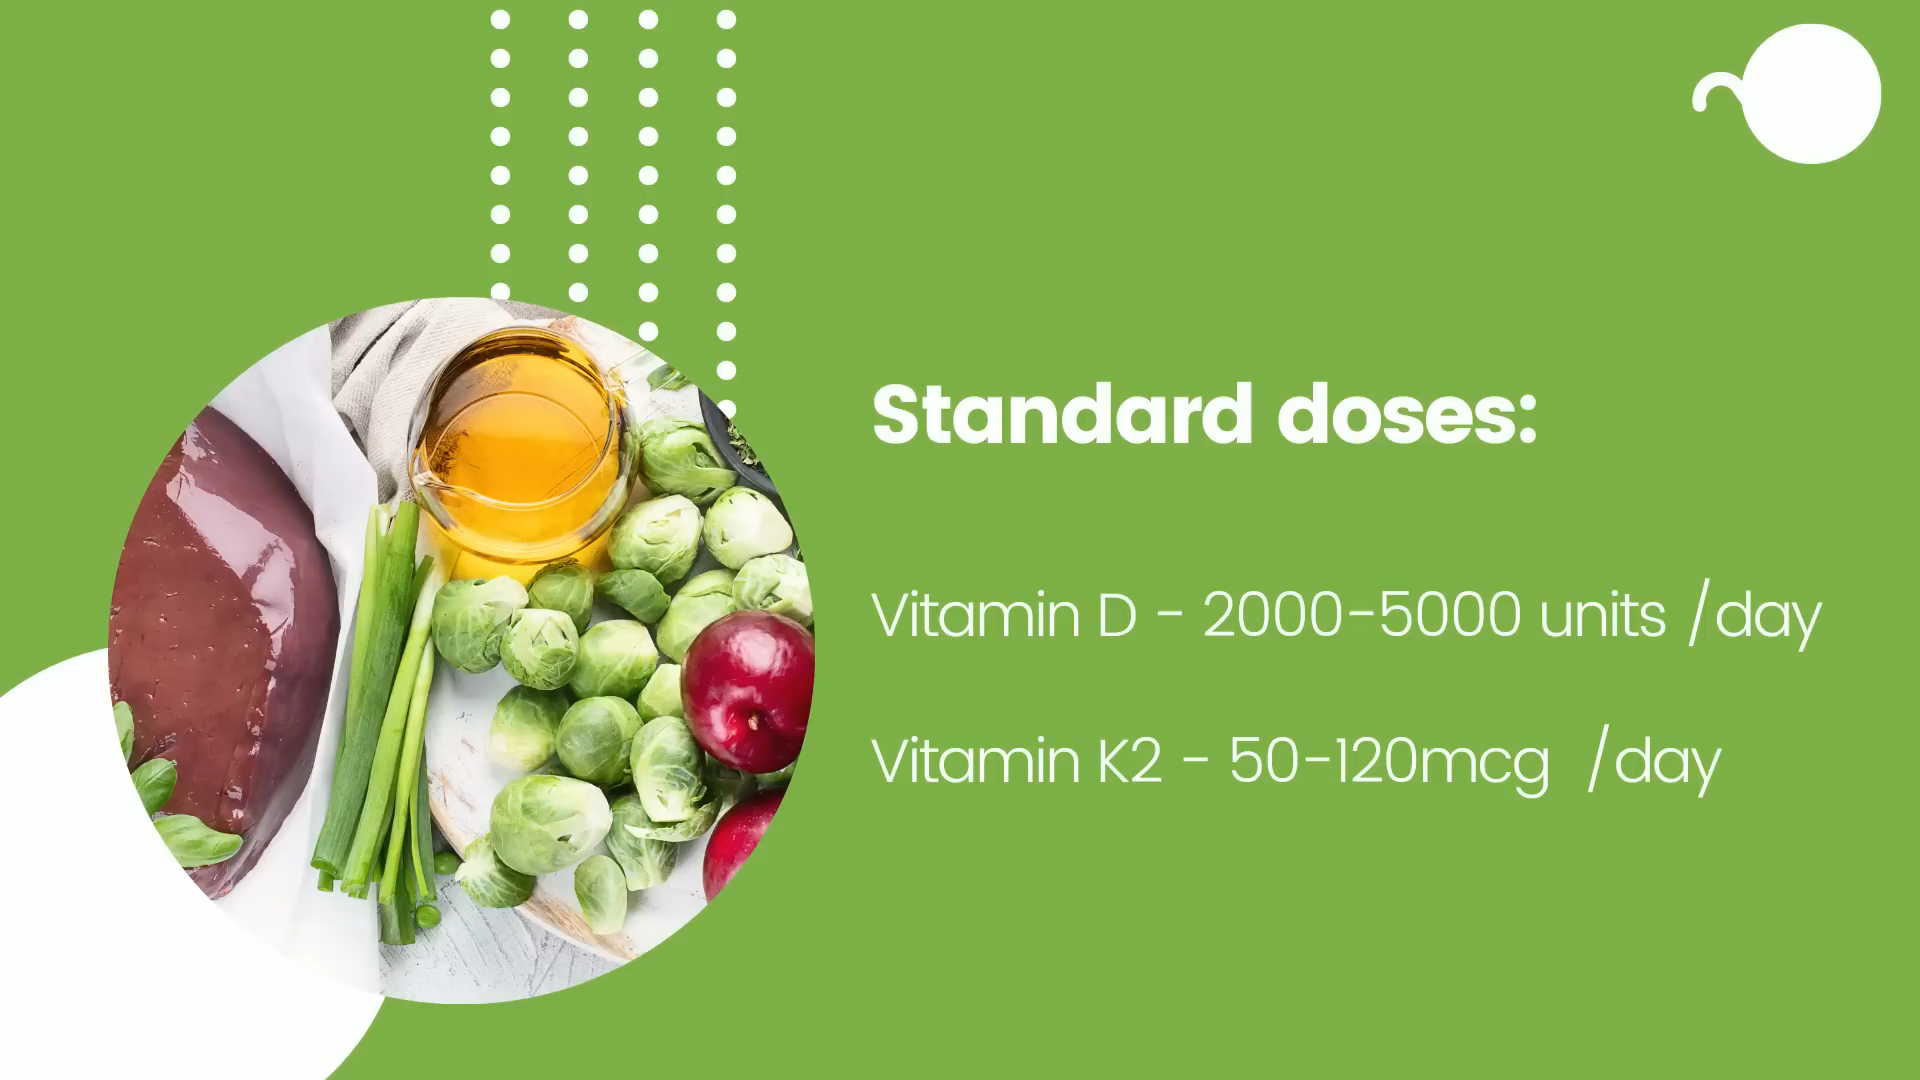 Standard doses:
Vitamin D - 2000-5000 units /day
Vitamin K2 - 50-120mcg /day